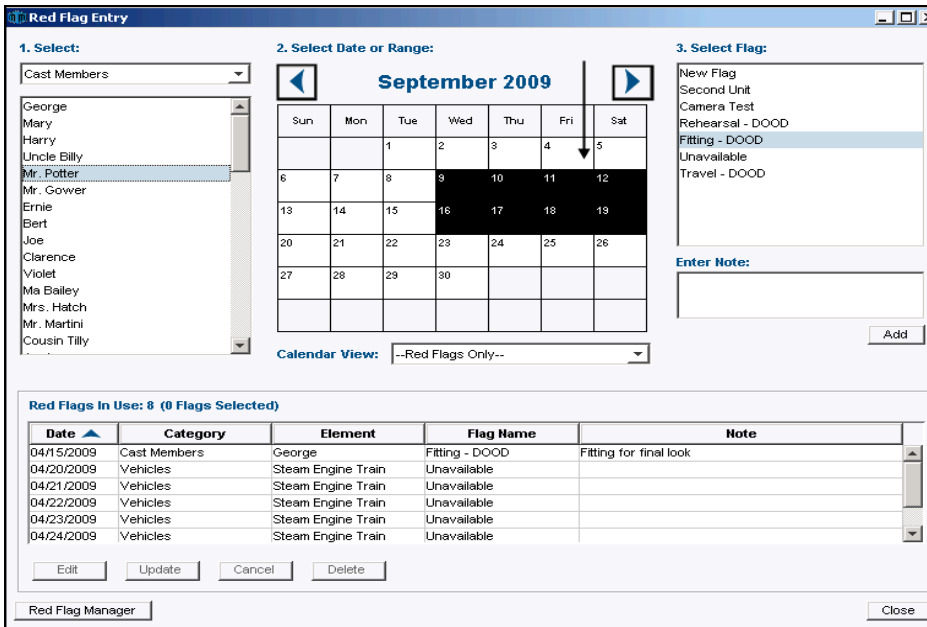 Red Flag Entry
1. Select:
Cast Members
George
Mary
Harry
Uncle Billy
Mr. Potter
Mr. Gower
Ernie
Bert
Joe
Clarence
Violet
Ma Bailey
Mrs. Hatch
Mr. Martini
Cousin Tilly
2. Select Date or Range:
September 2009
Sun Mon Tue Wed Thu Fri Sat
1 2 3 4 5
6 7 8 9 10 11 12
13 14 15 16 17 18 19
20 21 22 23 24 25 26
27 28 29 30
Calendar View: --Red Flags Only--
3. Select Flag:
New Flag
Second Unit
Camera Test
Rehearsal - DOOD
Fitting - DOOD
Unavailable
Travel - DOOD
Enter Note:
Add
Red Flags In Use: 8 (0 Flags Selected)
Date Category Element Flag Name Note
04/15/2009 Cast Members George Fitting - DOOD Fitting for final look
04/20/2009 Vehicles Steam Engine Train Unavailable
04/21/2009 Vehicles Steam Engine Train Unavailable
04/22/2009 Vehicles Steam Engine Train Unavailable
04/23/2009 Vehicles Steam Engine Train Unavailable
04/24/2009 Vehicles Steam Engine Train Unavailable
Edit Update Cancel Delete
Red Flag Manager Close